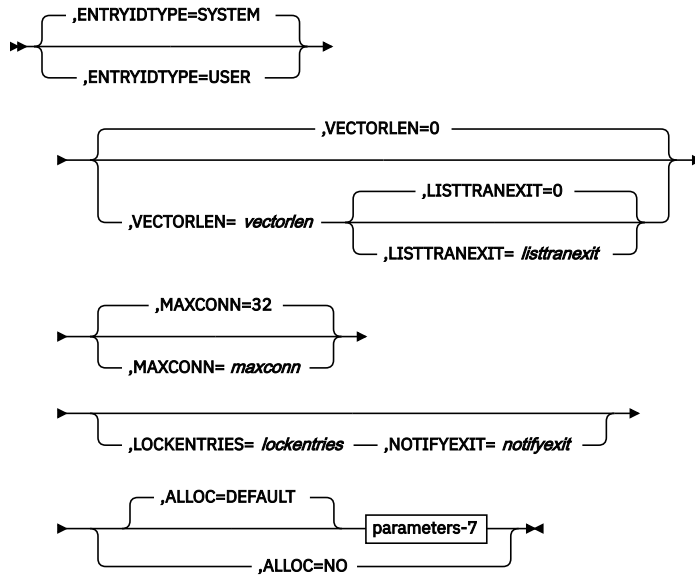 ,ENTRYIDTYPE=SYSTEM
,ENTRYIDTYPE=USER
,VECTORLEN=0
,VECTORLEN= vectorlen
,LISTTRANEXIT=0
,LISTTRANEXIT= listtranexit
,MAXCONN=32
,MAXCONN= maxconn
,LOCKENTRIES= lockentries ,NOTIFYEXIT= notifyexit
,ALLOC=DEFAULT
parameters-7
,ALLOC=NO